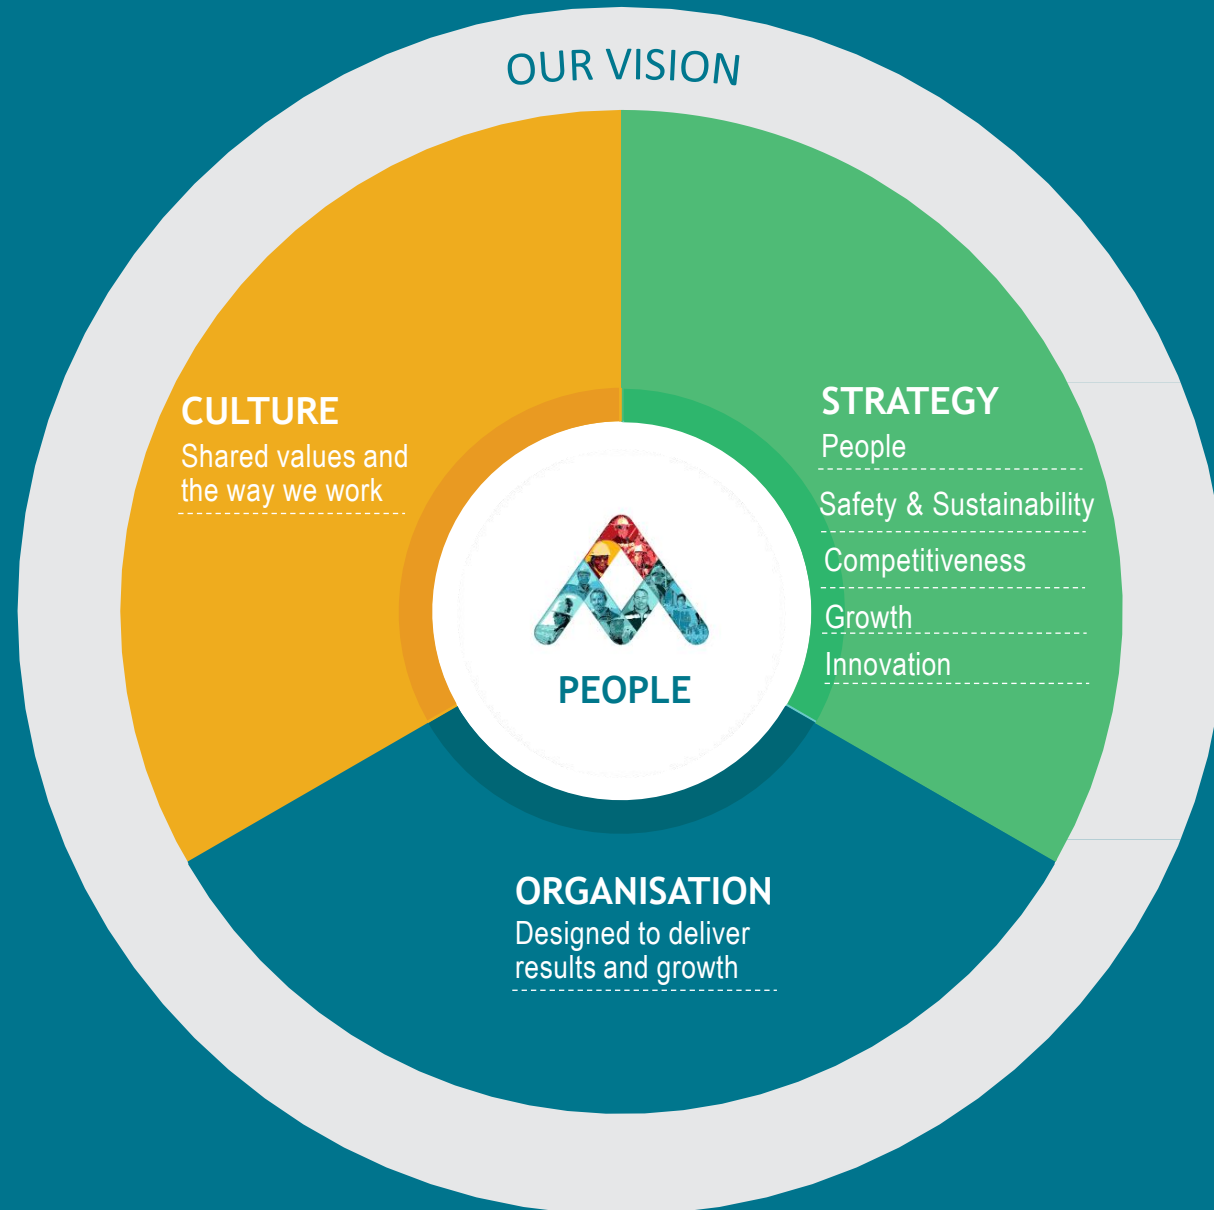 OUR VISION
CULTURE
Shared values and
the way we work
STRATEGY
People
Safety & Sustainability
Competitiveness
Growth
Innovation
PEOPLE
ORGANISATION
Designed to deliver
results and growth